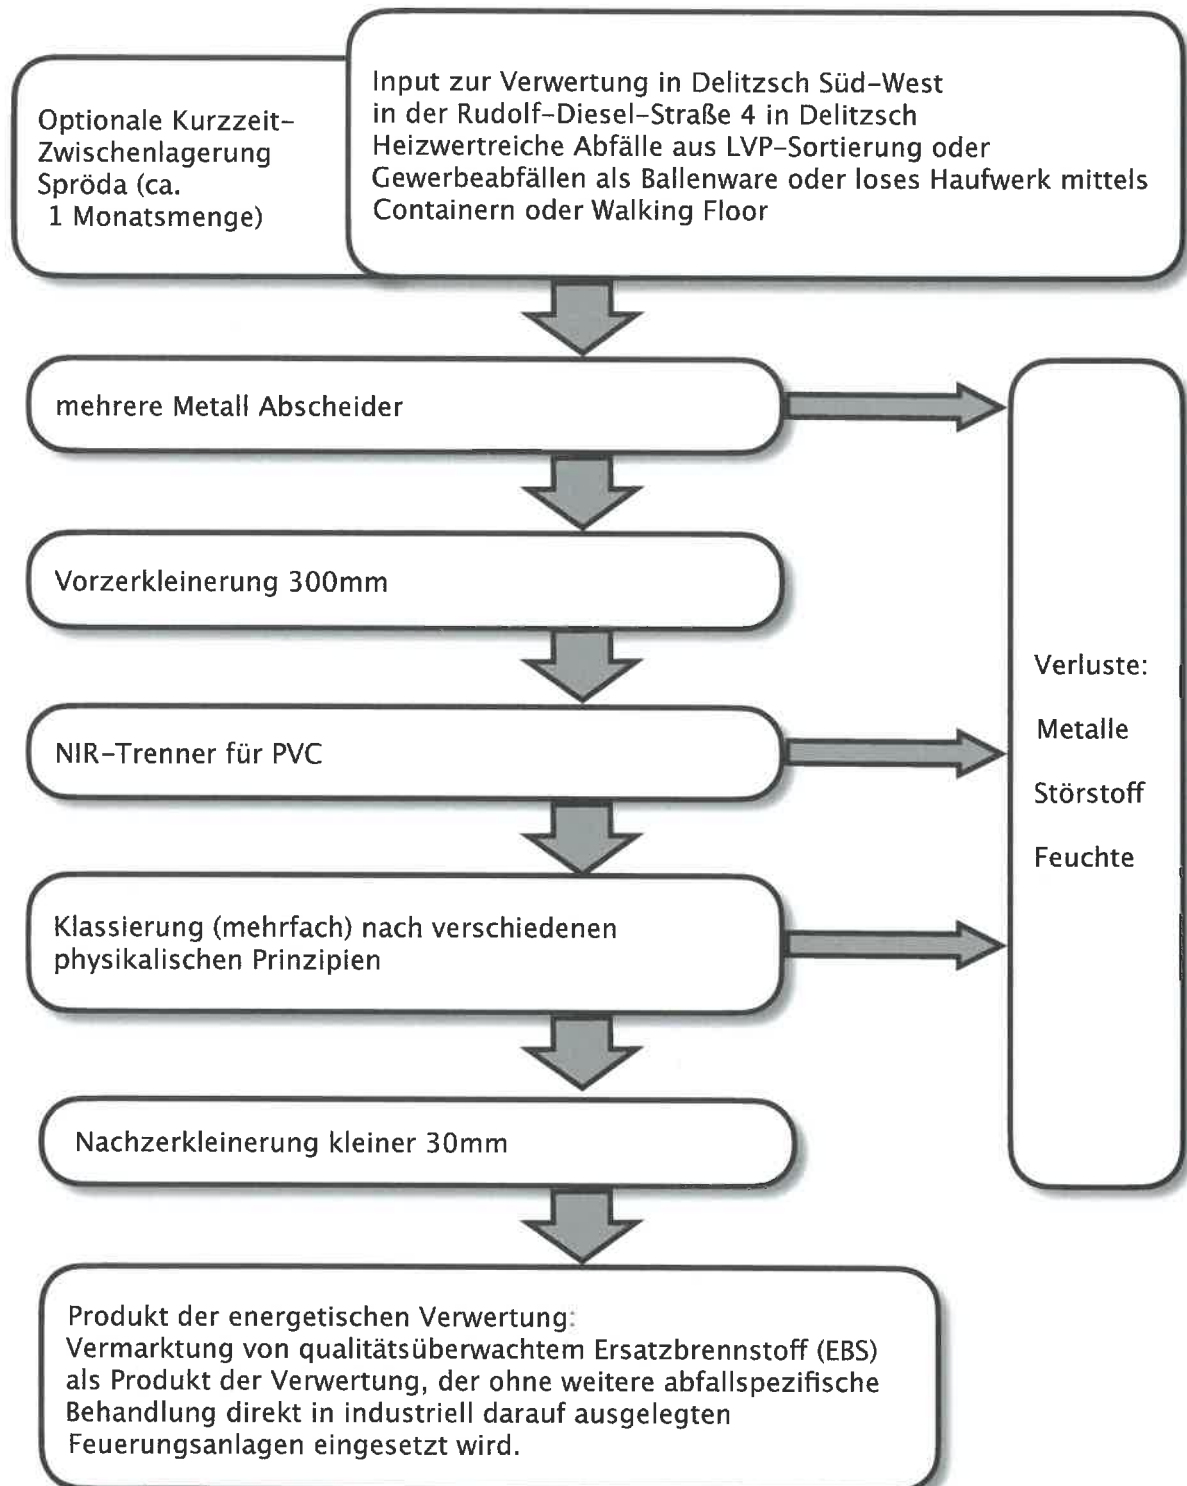 Optionale Kurzzeit-
Zwischenlagerung
Spröda (ca.
1 Monatsmenge)
Input zur Verwertung in Delitzsch Süd-West
in der Rudolf-Diesel-Straße 4 in Delitzsch
Heizwertreiche Abfälle aus LVP-Sortierung oder
Gewerbeabfällen als Ballenware oder loses Haufwerk mittels
Containern oder Walking Floor
mehrere Metall Abscheider
Vorzerkleinerung 300mm
NIR-Trenner für PVC
Klassierung (mehrfach) nach verschiedenen
physikalischen Prinzipien
Nachzerkleinerung kleiner 30mm
Verluste:
Metalle
Störstoff
Feuchte
Produkt der energetischen Verwertung:
Vermarktung von qualitätsüberwachtem Ersatzbrennstoff (EBS)
als Produkt der Verwertung, der ohne weitere abfallspezifische
Behandlung direkt in industriell darauf ausgelegten
Feuerungsanlagen eingesetzt wird.